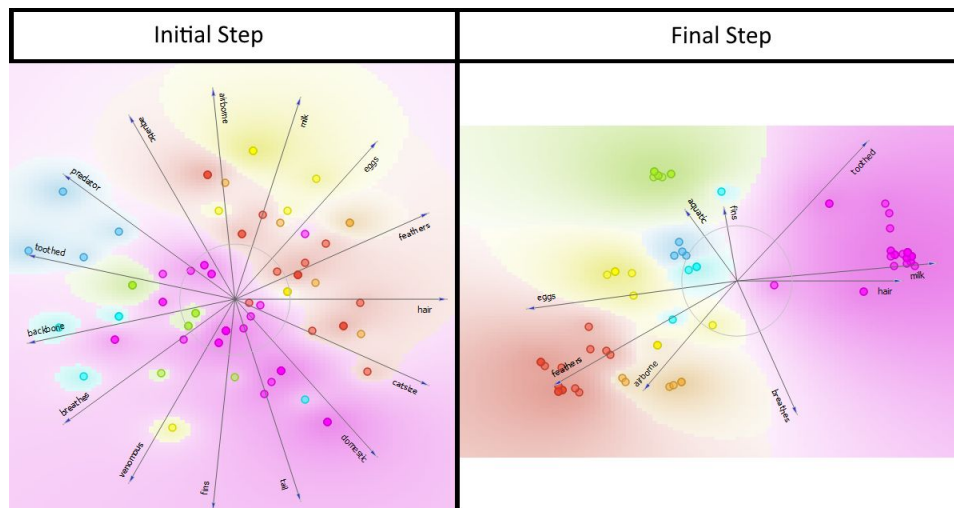 Initial Step
Final Step
airborne
milk
aquatic
eggs
predator
feathers
toothed
hair
backbone
catsize
breathes
domestic
venomous
fins
tail
toothed
aquatic
fins
milk
hair
eggs
feathers
airborne
breathes